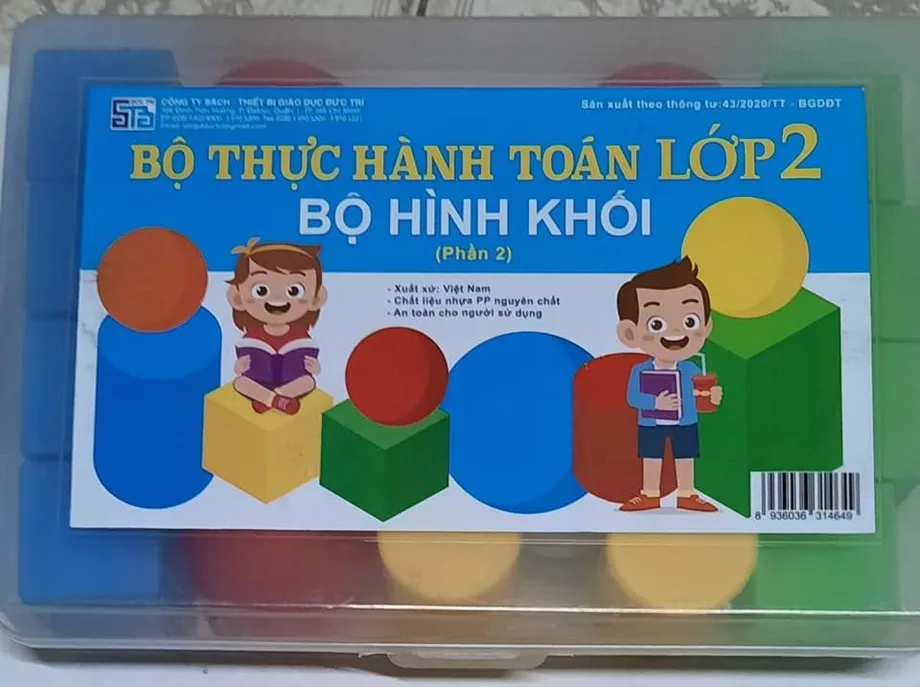 CÔNG TY SÁCH - THIẾT BỊ GIÁO DỤC ĐỨC TRÍ
Sản xuất theo thông tư:43/2020/TT - BGDĐT
BỘ THỰC HÀNH TOÁN LỚP 2
BỘ HÌNH KHỐI
(Phần 2)
- Xuất xứ: Việt Nam
- Chất liệu nhựa PP nguyên chất
- An toàn cho người sử dụng
8 936036 314649